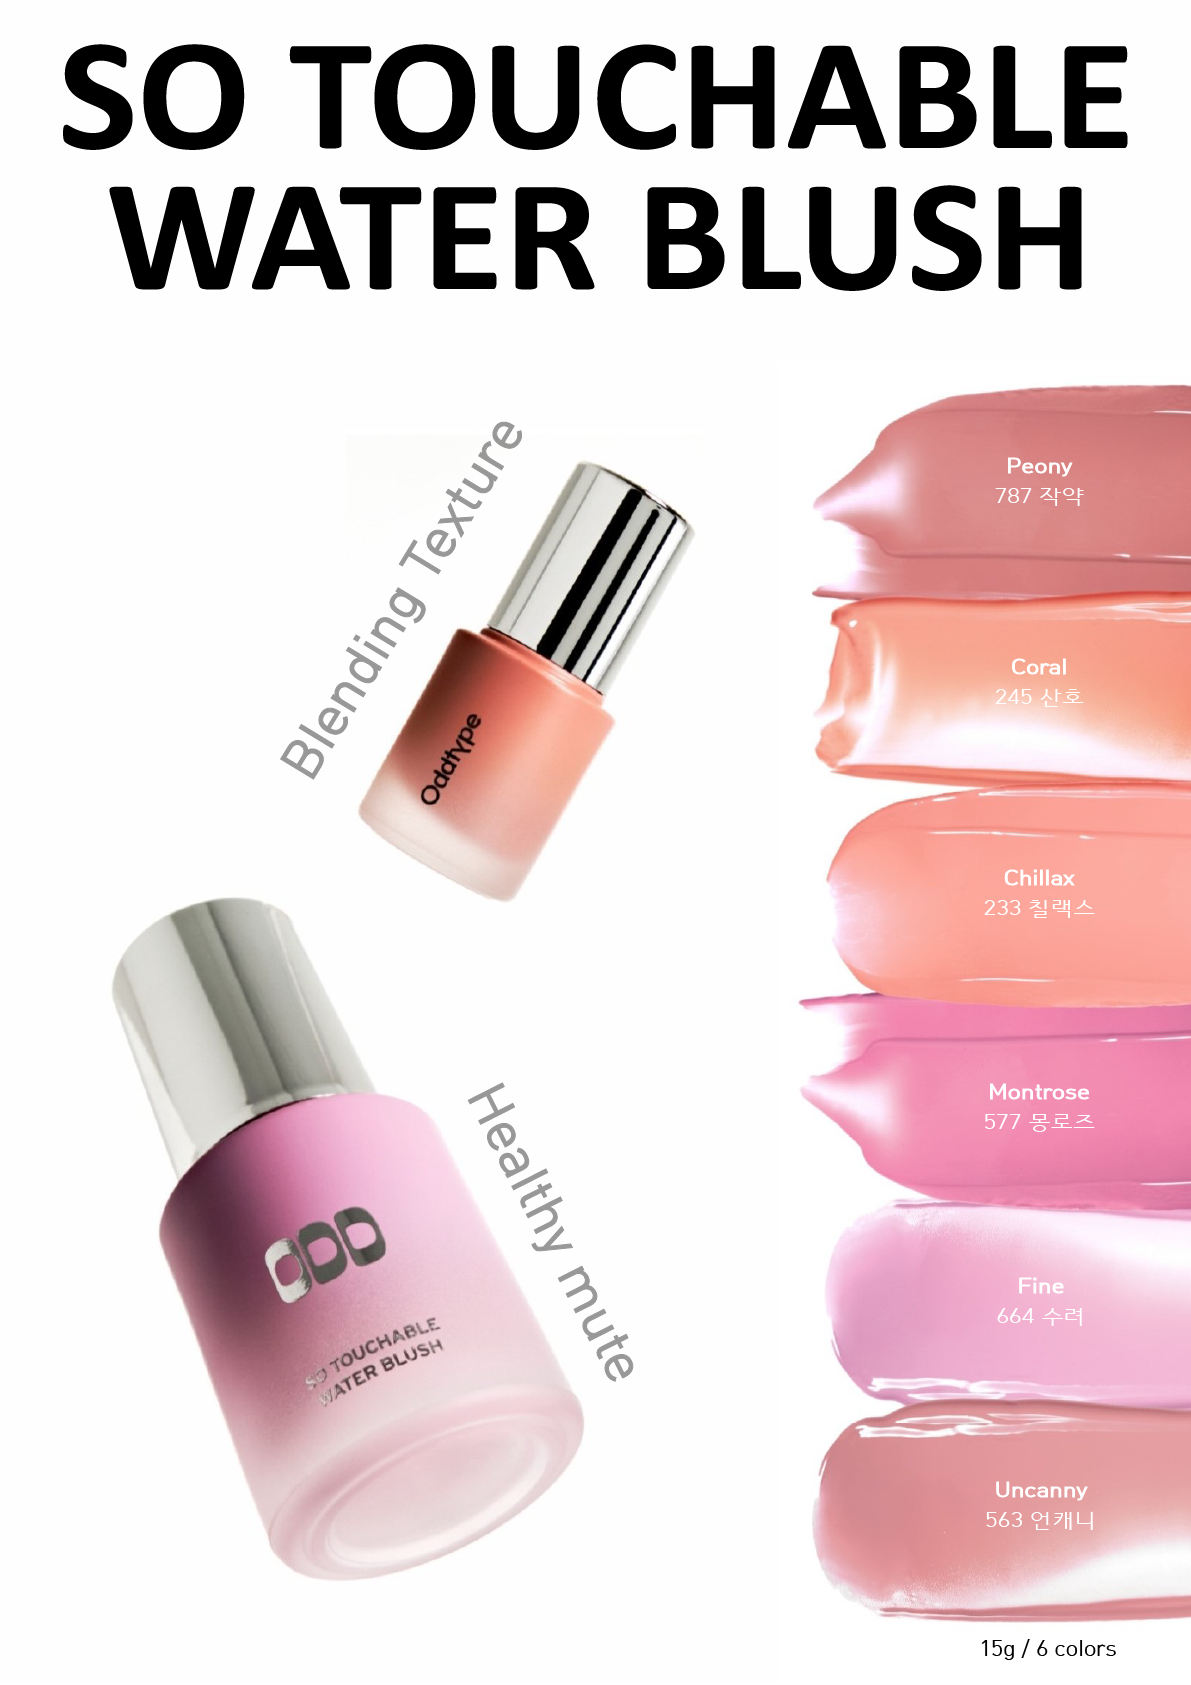 SO TOUCHABLE
WATER BLUSH
Blending Texture
Oddtype
Healthy mute
ODD
SO TOUCHABLE
WATER BLUSH
Peony
787 작약
Coral
245 산호
Chillax
233 칠랙스
Montrose
577 몽로즈
Fine
664 수려
Uncanny
563 언캐니
15g / 6 colors